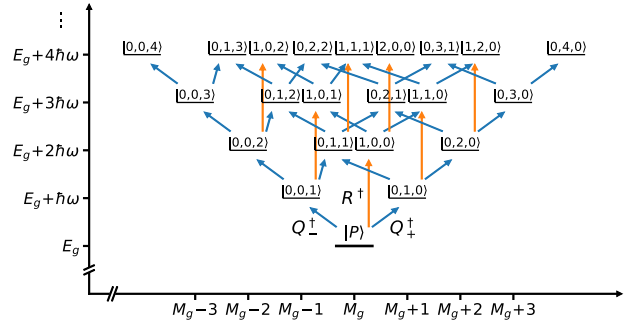 ⋮
E_g+4ħω |0,0,4⟩ |0,1,3⟩ |1,0,2⟩ |0,2,2⟩ |1,1,1⟩ |2,0,0⟩ |0,3,1⟩ |1,2,0⟩ |0,4,0⟩
E_g+3ħω |0,0,3⟩ |0,1,2⟩ |1,0,1⟩ |0,2,1⟩ |1,1,0⟩ |0,3,0⟩
E_g+2ħω |0,0,2⟩ |0,1,1⟩ |1,0,0⟩ |0,2,0⟩
E_g+ħω |0,0,1⟩ R† |0,1,0⟩
Q†_− |P⟩ Q†_+
E_g
M_g−3 M_g−2 M_g−1 M_g M_g+1 M_g+2 M_g+3